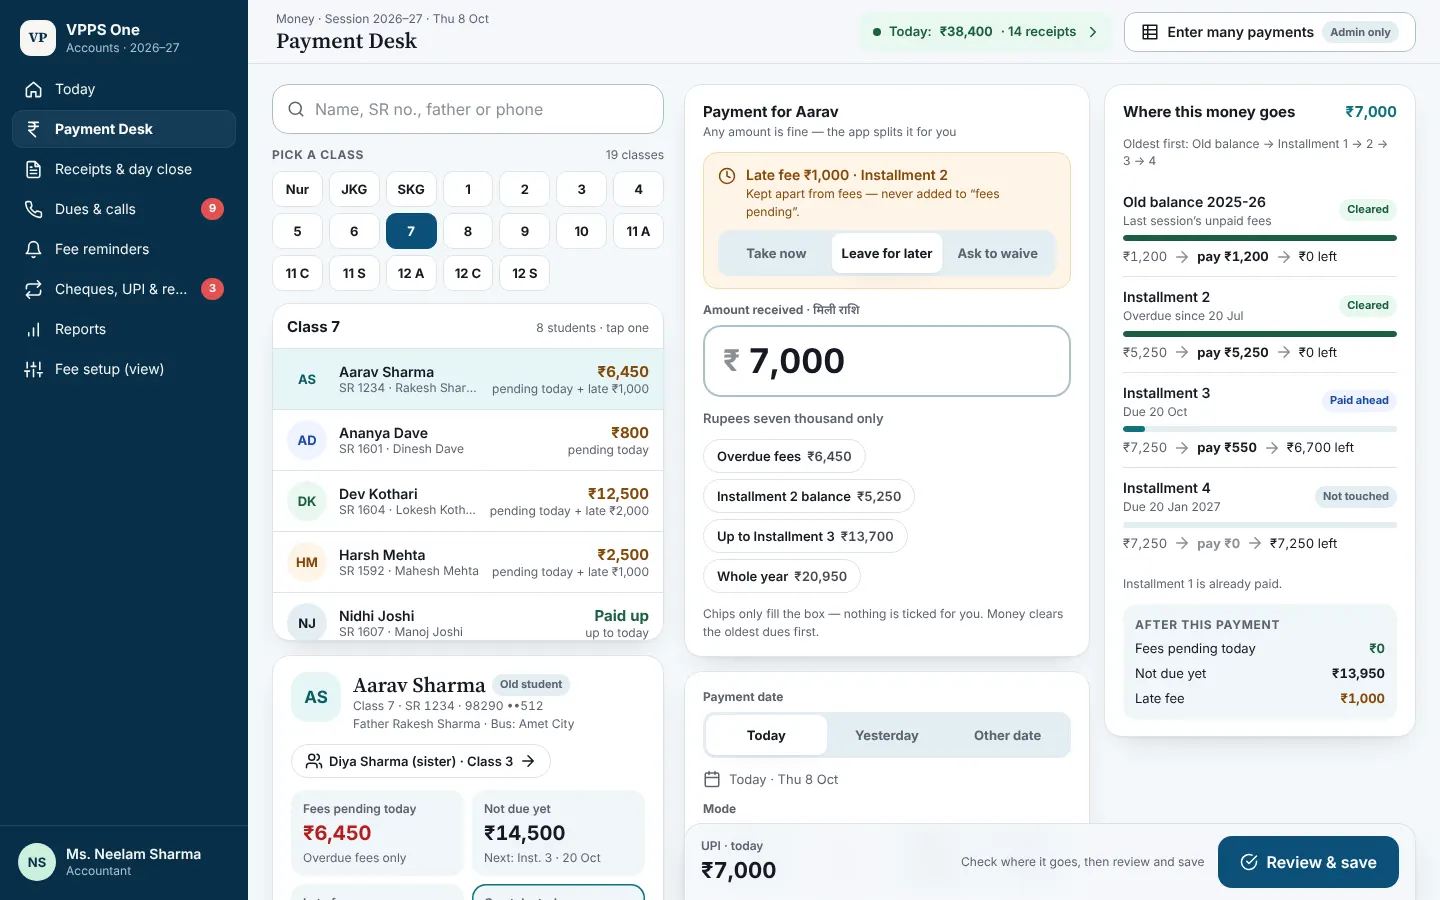 VP
VPPS One
Accounts · 2026–27
Today
Payment Desk
Receipts & day close
Dues & calls
9
Fee reminders
Cheques, UPI & re...
3
Reports
Fee setup (view)
NS
Ms. Neelam Sharma
Accountant
Money · Session 2026–27 · Thu 8 Oct
Payment Desk
Today: ₹38,400 · 14 receipts
Enter many payments
Admin only
Name, SR no., father or phone
PICK A CLASS
19 classes
Nur JKG SKG 1 2 3 4
5 6 7 8 9 10 11 A
11 C 11 S 12 A 12 C 12 S
Class 7
8 students · tap one
AS
Aarav Sharma
₹6,450
SR 1234 · Rakesh Shar...
pending today + late ₹1,000
AD
Ananya Dave
₹800
SR 1601 · Dinesh Dave
pending today
DK
Dev Kothari
₹12,500
SR 1604 · Lokesh Koth...
pending today + late ₹2,000
HM
Harsh Mehta
₹2,500
SR 1592 · Mahesh Mehta
pending today + late ₹1,000
NJ
Nidhi Joshi
Paid up
SR 1607 · Manoj Joshi
up to today
AS
Aarav Sharma
Old student
Class 7 · SR 1234 · 98290 ••512
Father Rakesh Sharma · Bus: Amet City
Diya Sharma (sister) · Class 3 →
Fees pending today
₹6,450
Overdue fees only
Not due yet
₹14,500
Next: Inst. 3 · 20 Oct
Payment for Aarav
Any amount is fine — the app splits it for you
Late fee ₹1,000 · Installment 2
Kept apart from fees — never added to “fees
pending”.
Take now
Leave for later
Ask to waive
Amount received · मिली राशि
₹ 7,000
Rupees seven thousand only
Overdue fees ₹6,450
Installment 2 balance ₹5,250
Up to Installment 3 ₹13,700
Whole year ₹20,950
Chips only fill the box — nothing is ticked for you. Money clears
the oldest dues first.
Payment date
Today
Yesterday
Other date
Today · Thu 8 Oct
Mode
UPI · today
₹7,000
Check where it goes, then review and save
Review & save
Where this money goes
₹7,000
Oldest first: Old balance → Installment 1 → 2 →
3 → 4
Old balance 2025-26
Last session’s unpaid fees
Cleared
₹1,200 → pay ₹1,200 → ₹0 left
Installment 2
Overdue since 20 Jul
Cleared
₹5,250 → pay ₹5,250 → ₹0 left
Installment 3
Due 20 Oct
Paid ahead
₹7,250 → pay ₹550 → ₹6,700 left
Installment 4
Due 20 Jan 2027
Not touched
₹7,250 → pay ₹0 → ₹7,250 left
Installment 1 is already paid.
AFTER THIS PAYMENT
Fees pending today ₹0
Not due yet ₹13,950
Late fee ₹1,000